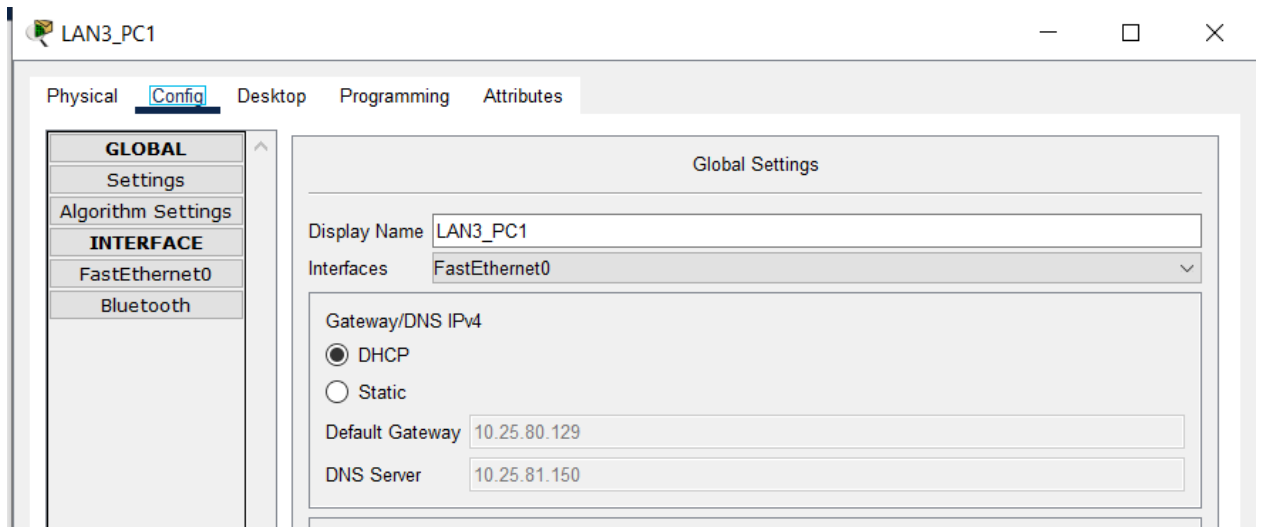 LAN3_PC1
Physical Config Desktop Programming Attributes
GLOBAL
Settings
Algorithm Settings
INTERFACE
FastEthernet0
Bluetooth
Global Settings
Display Name LAN3_PC1
Interfaces FastEthernet0
Gateway/DNS IPv4
DHCP
Static
Default Gateway 10.25.80.129
DNS Server 10.25.81.150